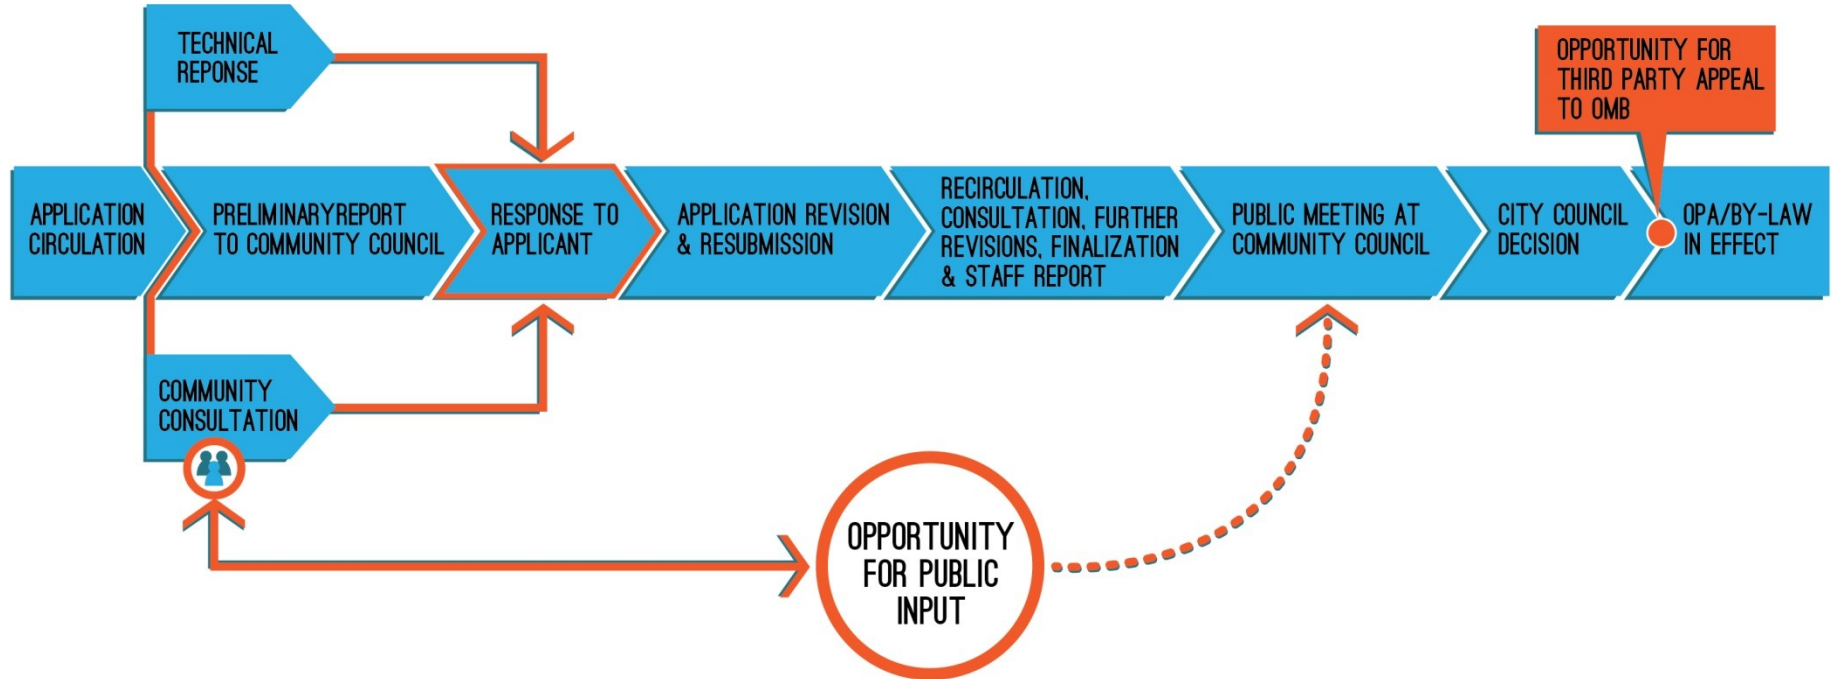 TECHNICAL
REPONSE
OPPORTUNITY FOR
THIRD PARTY APPEAL
TO OMB
APPLICATION
CIRCULATION
PRELIMINARYREPORT
TO COMMUNITY COUNCIL
RESPONSE TO
APPLICANT
APPLICATION REVISION
& RESUBMISSION
RECIRCULATION,
CONSULTATION, FURTHER
REVISIONS, FINALIZATION
& STAFF REPORT
PUBLIC MEETING AT
COMMUNITY COUNCIL
CITY COUNCIL
DECISION
OPA/BY-LAW
IN EFFECT
COMMUNITY
CONSULTATION
OPPORTUNITY
FOR PUBLIC
INPUT